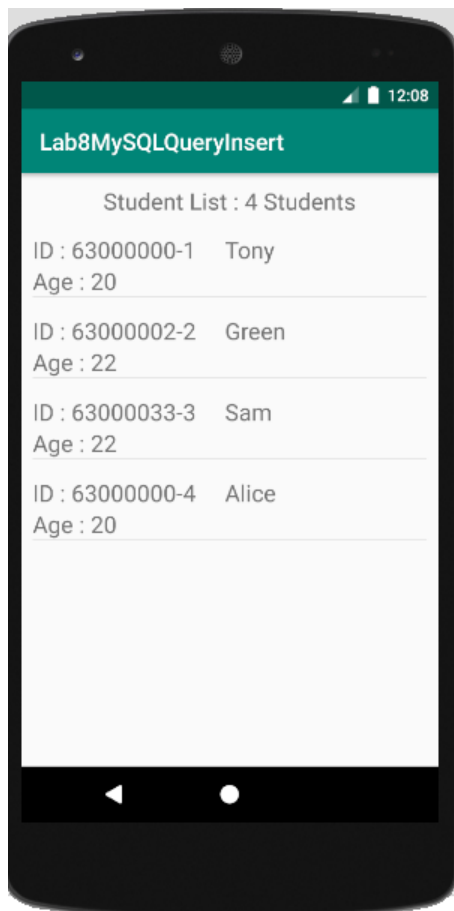 12:08
Lab8MySQLQueryInsert
Student List : 4 Students
ID : 63000000-1 Tony
Age : 20
ID : 63000002-2 Green
Age : 22
ID : 63000033-3 Sam
Age : 22
ID : 63000000-4 Alice
Age : 20